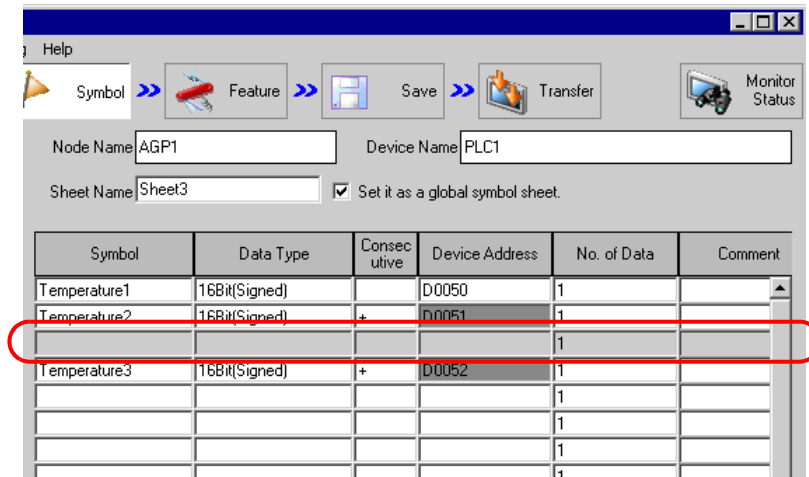 Help
Symbol Feature Save Transfer Monitor Status
Node Name AGP1 Device Name PLC1
Sheet Name Sheet3 Set it as a global symbol sheet.
Symbol Data Type Consecutive Device Address No. of Data Comment
Temperature1 16Bit(Signed) D0050 1
Temperature2 16Bit(Signed) + D0051 1
1
Temperature3 16Bit(Signed) + D0052 1
1
1
1
1